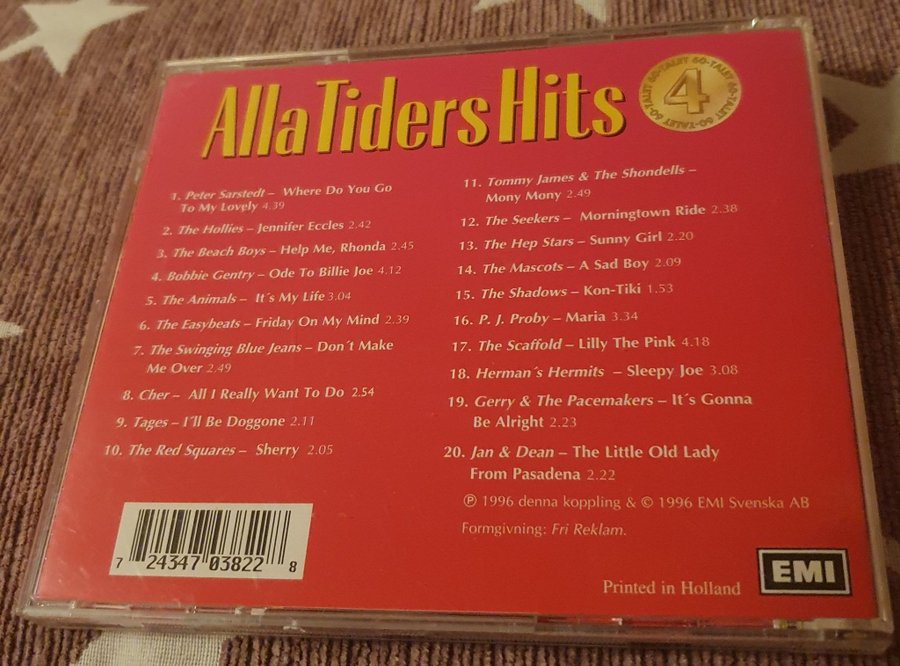 Alla Tiders Hits
4
60-TALET 60-TALET 60-TALET 60-TALET
1. Peter Sarstedt – Where Do You Go
To My Lovely 4.39
2. The Hollies – Jennifer Eccles 2.42
3. The Beach Boys – Help Me, Rhonda 2.45
4. Bobbie Gentry – Ode To Billie Joe 4.12
5. The Animals – It´s My Life 3.04
6. The Easybeats – Friday On My Mind 2.39
7. The Swinging Blue Jeans – Don´t Make
Me Over 2.49
8. Cher – All I Really Want To Do 2.54
9. Tages – I´ll Be Doggone 2.11
10. The Red Squares – Sherry 2.05
11. Tommy James & The Shondells –
Mony Mony 2.49
12. The Seekers – Morningtown Ride 2.38
13. The Hep Stars – Sunny Girl 2.20
14. The Mascots – A Sad Boy 2.09
15. The Shadows – Kon-Tiki 1.53
16. P. J. Proby – Maria 3.34
17. The Scaffold – Lilly The Pink 4.18
18. Herman´s Hermits – Sleepy Joe 3.08
19. Gerry & The Pacemakers – It´s Gonna
Be Alright 2.23
20. Jan & Dean – The Little Old Lady
From Pasadena 2.22
℗ 1996 denna koppling & © 1996 EMI Svenska AB
Formgivning: Fri Reklam.
7 24347 03822 8
EMI
Printed in Holland